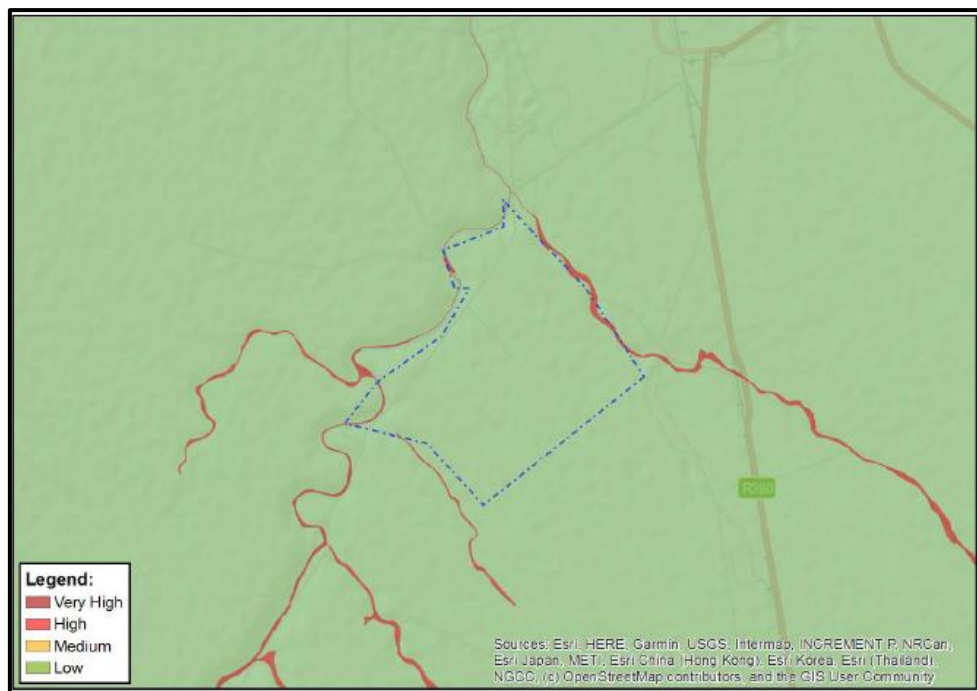 R380
Legend:
Very High
High
Medium
Low
Sources: Esri, HERE, Garmin, USGS, Intermap, INCREMENT P, NRCan,
Esri Japan, METI, Esri China (Hong Kong), Esri Korea, Esri (Thailand),
NGCC, (c) OpenStreetMap contributors, and the GIS User Community